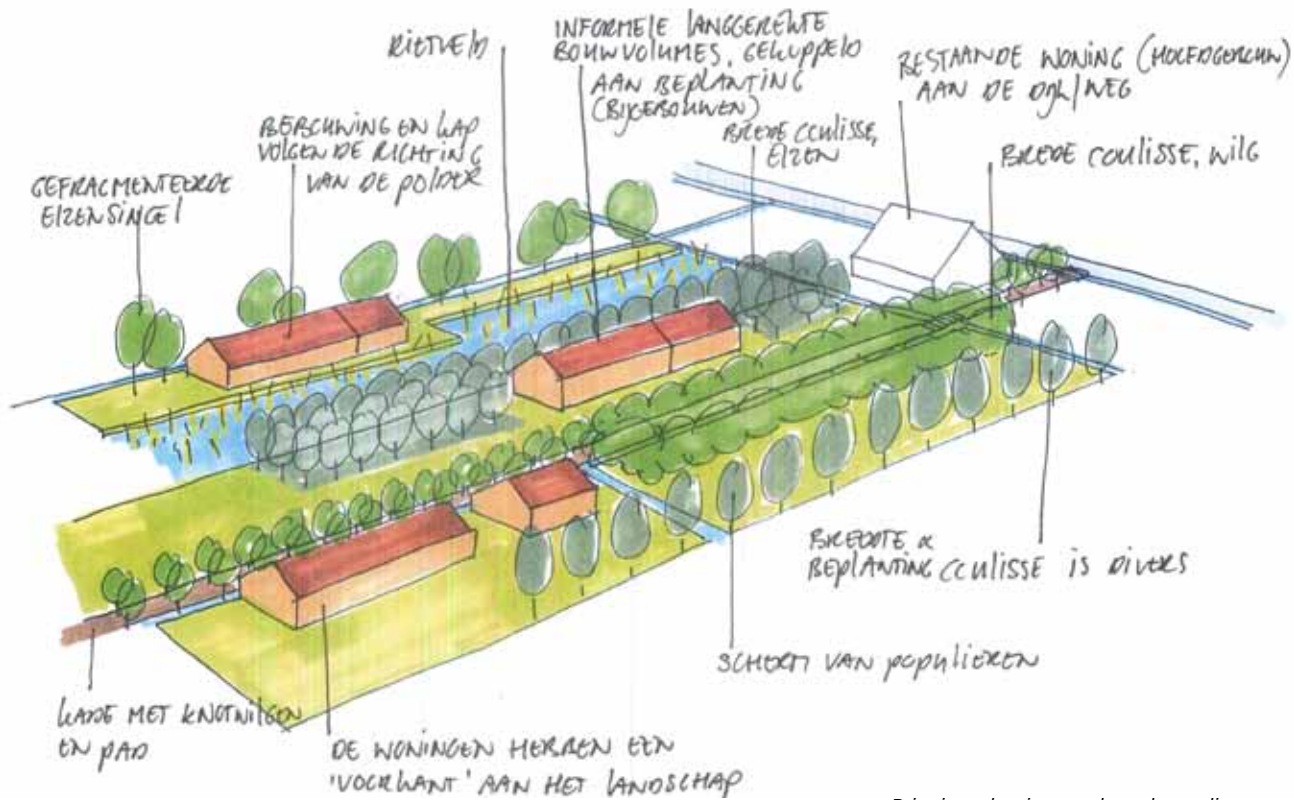 RIETVELD
INFORMELE LANGGEREKTE
BOUWVOLUMES, GEKOPPELD
AAN BEPLANTING
(BIJGEBOUWEN)
BESTAANDE WONING (HOOFDGEBOUW)
AAN DE DIJK/WEG
BEBOUWING EN KAP
VOLGEN DE RICHTING
VAN DE POLDER
BREDE COULISSE,
ELZEN
BREDE COULISSE, WILG
GEFRAGMENTEERDE
ELZENSINGEL
BREEDTE &
BEPLANTING COULISSE IS DIVERS
SCHERM VAN POPULIEREN
KADE MET KNOTWILGEN
EN PAD
DE WONINGEN HEBBEN EEN
'VOORKANT' AAN HET LANDSCHAP